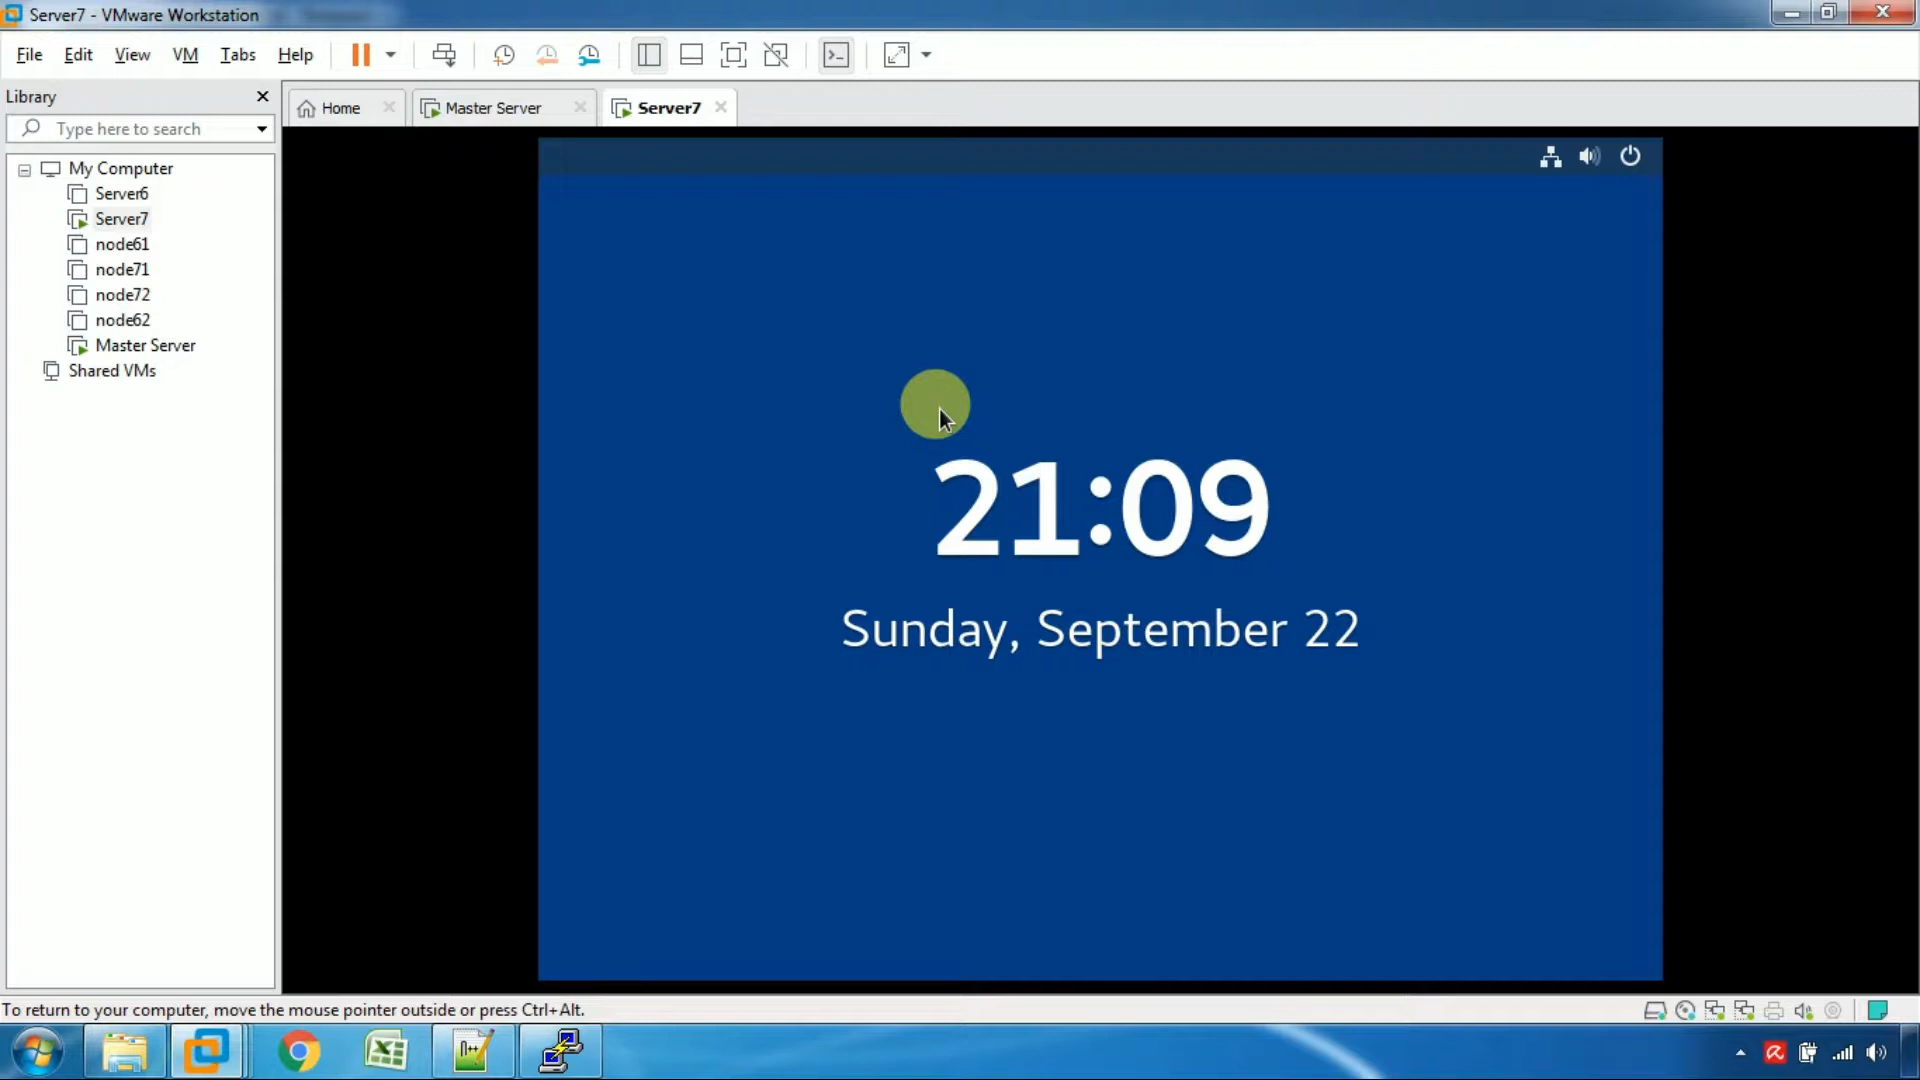 Server7 - VMware Workstation
File Edit View VM Tabs Help
Library
Type here to search
My Computer
Server6
Server7
node61
node71
node72
node62
Master Server
Shared VMs
Home
Master Server
Server7
21:09
Sunday, September 22
To return to your computer, move the mouse pointer outside or press Ctrl+Alt.